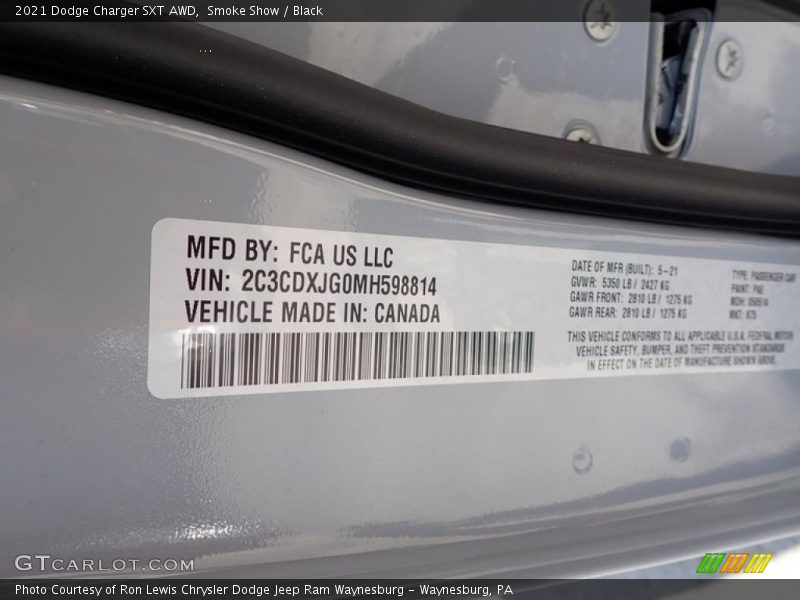 2021 Dodge Charger SXT AWD,  Smoke Show / Black
MFD BY: FCA US LLC
VIN: 2C3CDXJG0MH598814
VEHICLE MADE IN: CANADA
DATE OF MFR (BUILT): 5-21
GVWR: 5350 LB / 2427 KG
GAWR FRONT: 2810 LB / 1275 KG
GAWR REAR: 2810 LB / 1275 KG
TYPE: PASSENGER CAR
PAINT: PAE
MDH: 050514
THIS VEHICLE CONFORMS TO ALL APPLICABLE U.S.A. FEDERAL MOTOR
VEHICLE SAFETY, BUMPER, AND THEFT PREVENTION STANDARDS
IN EFFECT ON THE DATE OF MANUFACTURE SHOWN ABOVE.
GTCARLOT.COM
Photo Courtesy of Ron Lewis Chrysler Dodge Jeep Ram Waynesburg - Waynesburg, PA